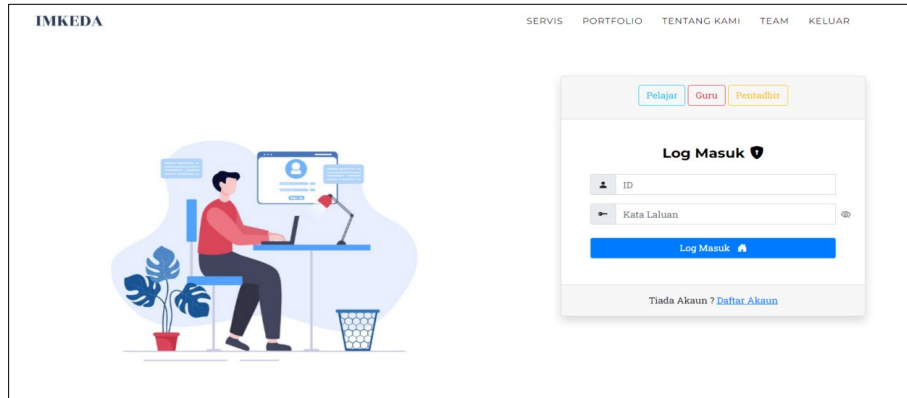 IMKEDA
SERVIS PORTFOLIO TENTANG KAMI TEAM KELUAR
Pelajar Guru Pentadbir
Log Masuk
ID
Kata Laluan
Log Masuk
Tiada Akaun ? Daftar Akaun